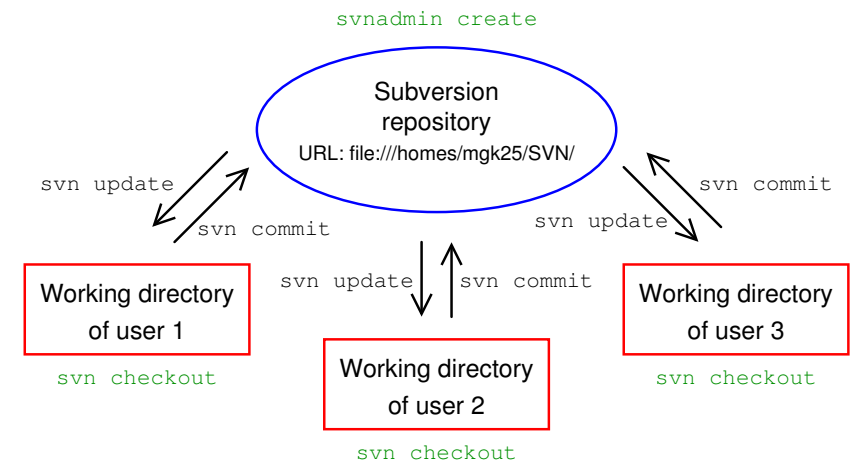 svnadmin create
Subversion
repository
URL: file:///homes/mgk25/SVN/
svn update
svn commit
svn update
svn commit
svn update
svn commit
Working directory
of user 1
svn checkout
Working directory
of user 2
svn checkout
Working directory
of user 3
svn checkout